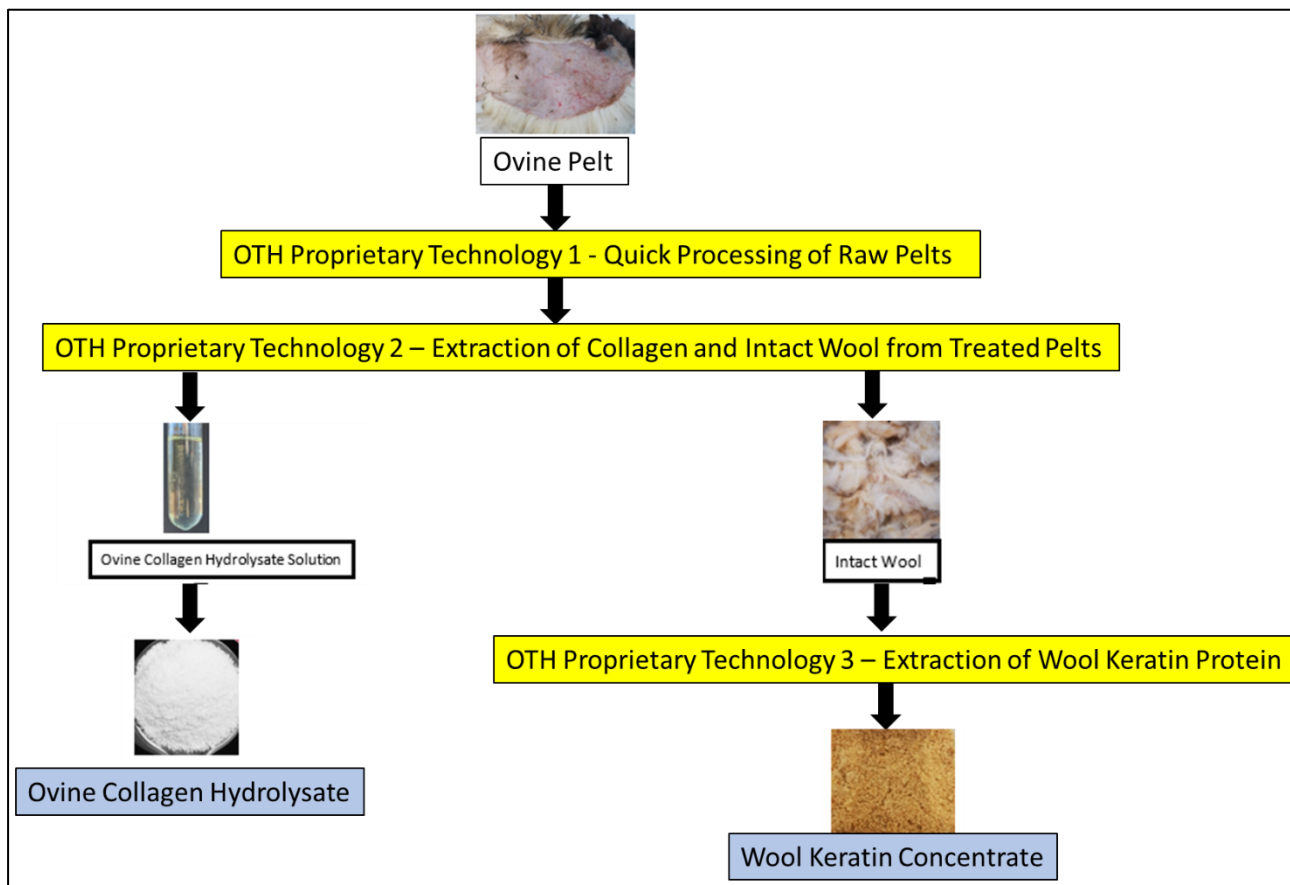 Ovine Pelt
OTH Proprietary Technology 1 - Quick Processing of Raw Pelts
OTH Proprietary Technology 2 – Extraction of Collagen and Intact Wool from Treated Pelts
Ovine Collagen Hydrolysate Solution
Intact Wool
OTH Proprietary Technology 3 – Extraction of Wool Keratin Protein
Ovine Collagen Hydrolysate
Wool Keratin Concentrate